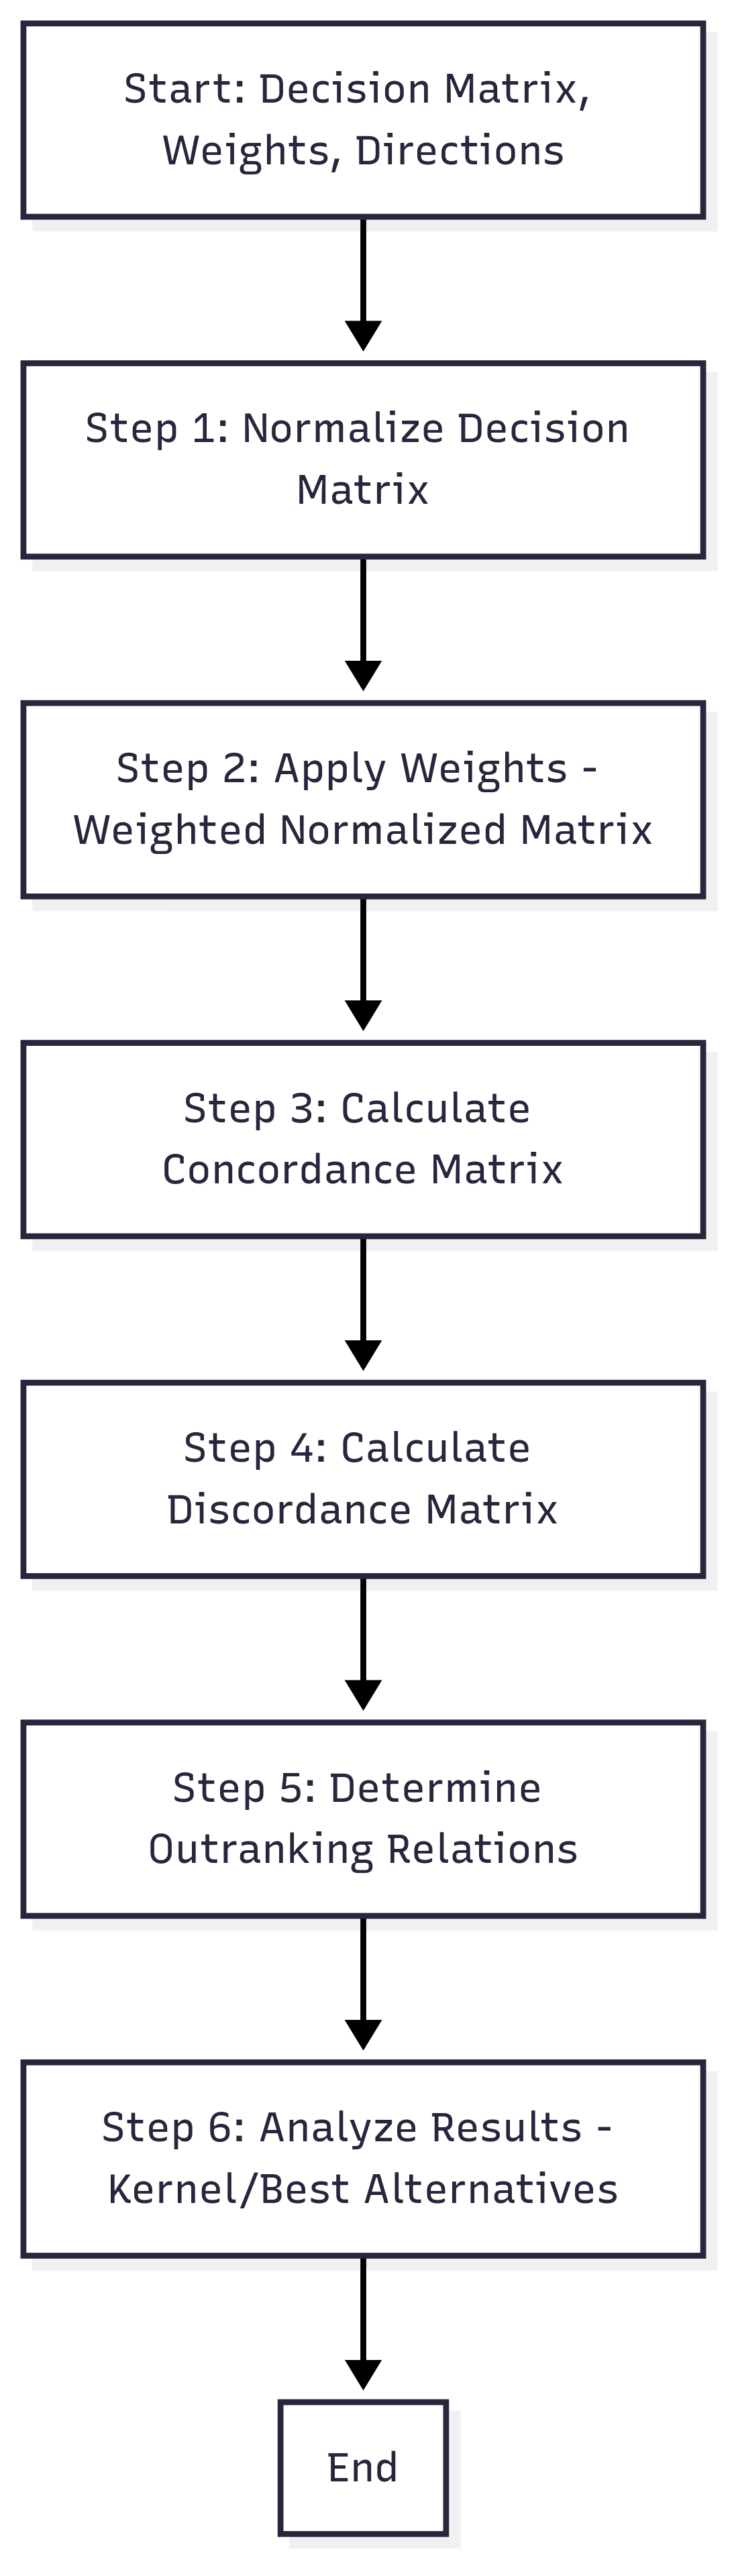 Start: Decision Matrix,
Weights, Directions
Step 1: Normalize Decision
Matrix
Step 2: Apply Weights -
Weighted Normalized Matrix
Step 3: Calculate
Concordance Matrix
Step 4: Calculate
Discordance Matrix
Step 5: Determine
Outranking Relations
Step 6: Analyze Results -
Kernel/Best Alternatives
End